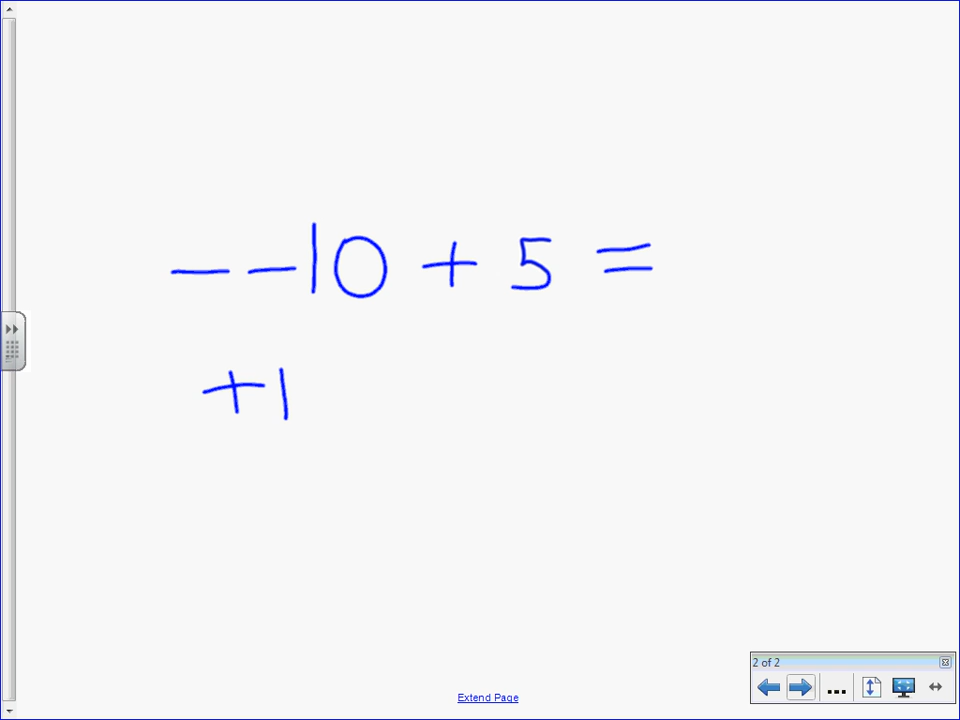 --10 + 5 =
+1
2 of 2
Extend Page